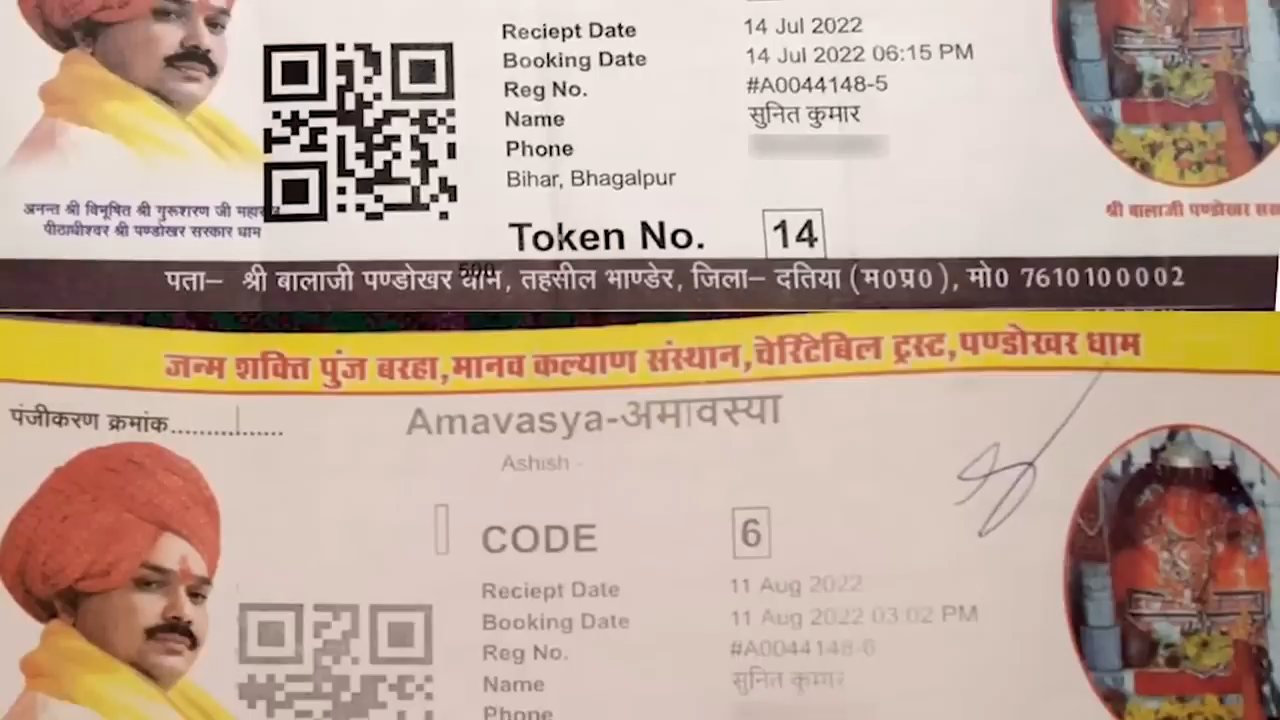 Reciept Date 14 Jul 2022
Booking Date 14 Jul 2022 06:15 PM
Reg No. #A0044148-5
Name सुनित कुमार
Phone
Bihar, Bhagalpur
अनन्त श्री विभूषित श्री गुरूशरण जी
पीठाधीश्वर श्री पण्डोखर सरकार धाम
श्री बालाजी पण्डोखर
Token No. 14
पता– श्री बालाजी पण्डोखर धाम, तहसील भाण्डेर, जिला– दतिया (म0प्र0), मो0 7610100002
500
जन्म शक्ति पुंज बरहा, मानव कल्याण संस्थान, चेरिटेबिल ट्रस्ट, पण्डोखर धाम
पंजीकरण क्रमांक................
Amavasya-अमावस्या
Ashish -
CODE 6
Reciept Date 11 Aug 2022
Booking Date 11 Aug 2022 03:02 PM
Reg No. #A0044148-6
Name सुनित कुमार
Phone